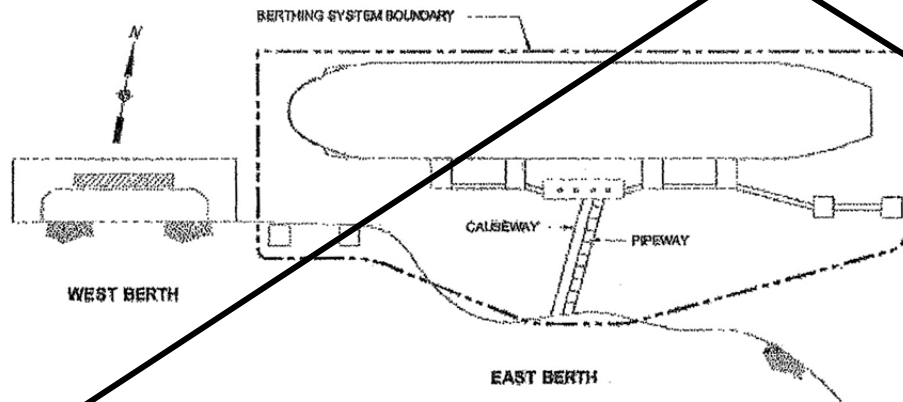 BERTHING SYSTEM BOUNDARY
N
CAUSEWAY
PIPEWAY
WEST BERTH
EAST BERTH